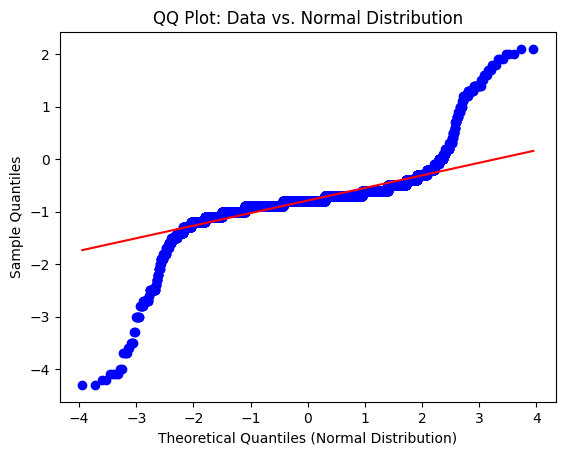 QQ Plot: Data vs. Normal Distribution
Sample Quantiles
2
1
0
−1
−2
−3
−4
−4 −3 −2 −1 0 1 2 3 4
Theoretical Quantiles (Normal Distribution)